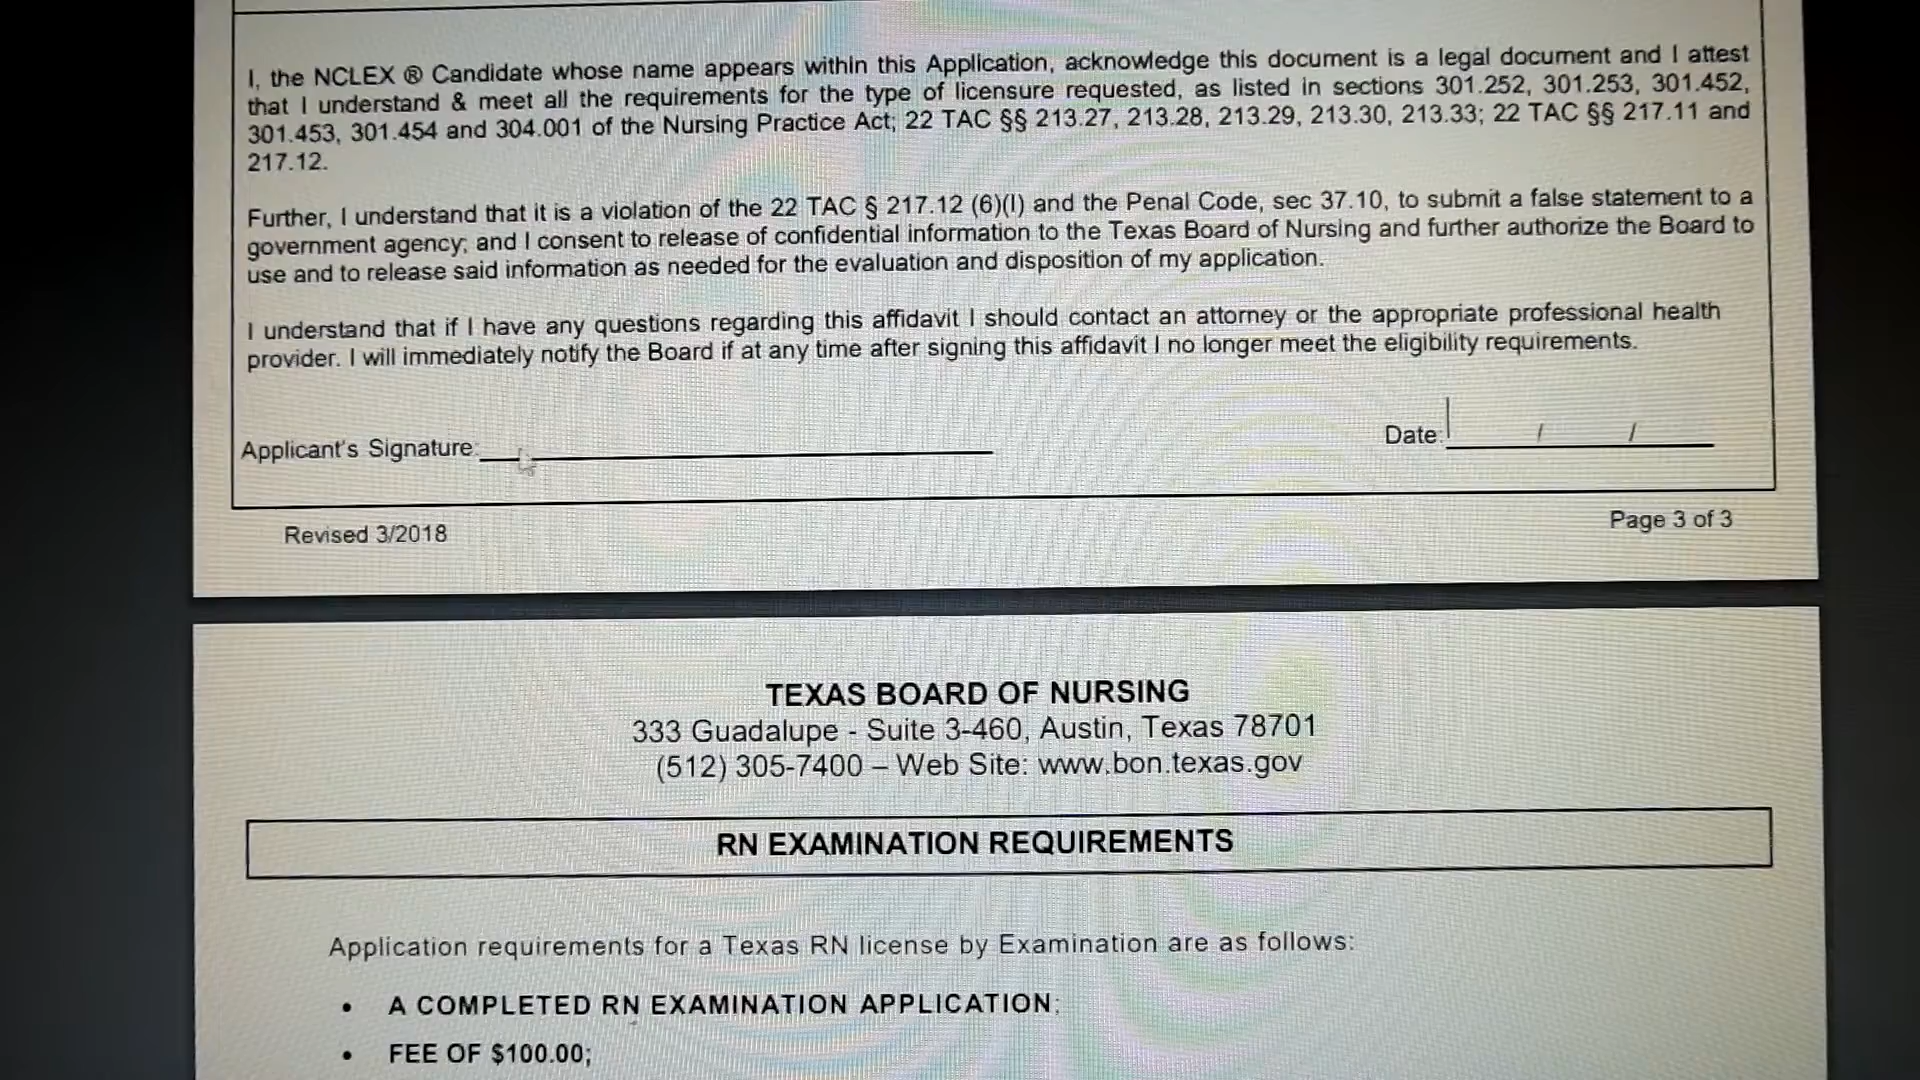 I, the NCLEX ® Candidate whose name appears within this Application, acknowledge this document is a legal document and I attest
that I understand & meet all the requirements for the type of licensure requested, as listed in sections 301.252, 301.253, 301.452,
301.453, 301.454 and 304.001 of the Nursing Practice Act; 22 TAC §§ 213.27, 213.28, 213.29, 213.30, 213.33; 22 TAC §§ 217.11 and
217.12.
Further, I understand that it is a violation of the 22 TAC § 217.12 (6)(I) and the Penal Code, sec 37.10, to submit a false statement to a
government agency; and I consent to release of confidential information to the Texas Board of Nursing and further authorize the Board to
use and to release said information as needed for the evaluation and disposition of my application.
I understand that if I have any questions regarding this affidavit I should contact an attorney or the appropriate professional health
provider. I will immediately notify the Board if at any time after signing this affidavit I no longer meet the eligibility requirements.
Applicant's Signature: Date: / /
Revised 3/2018 Page 3 of 3
TEXAS BOARD OF NURSING
333 Guadalupe - Suite 3-460, Austin, Texas 78701
(512) 305-7400 – Web Site: www.bon.texas.gov
RN EXAMINATION REQUIREMENTS
Application requirements for a Texas RN license by Examination are as follows:
• A COMPLETED RN EXAMINATION APPLICATION;
• FEE OF $100.00;